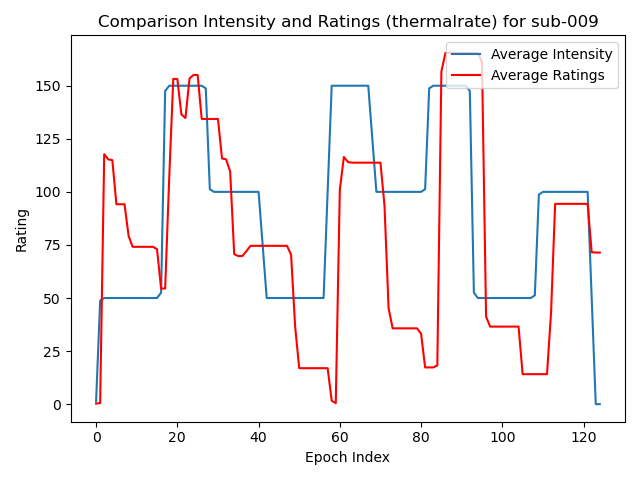 Comparison Intensity and Ratings (thermalrate) for sub-009
Average Intensity
Average Ratings
Rating
150
125
100
75
50
25
0
0 20 40 60 80 100 120
Epoch Index